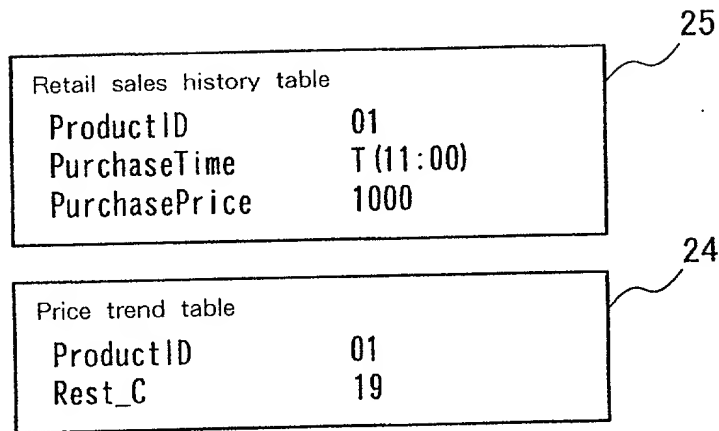 25
Retail sales history table
ProductID 01
PurchaseTime T(11:00)
PurchasePrice 1000
24
Price trend table
ProductID 01
Rest_C 19